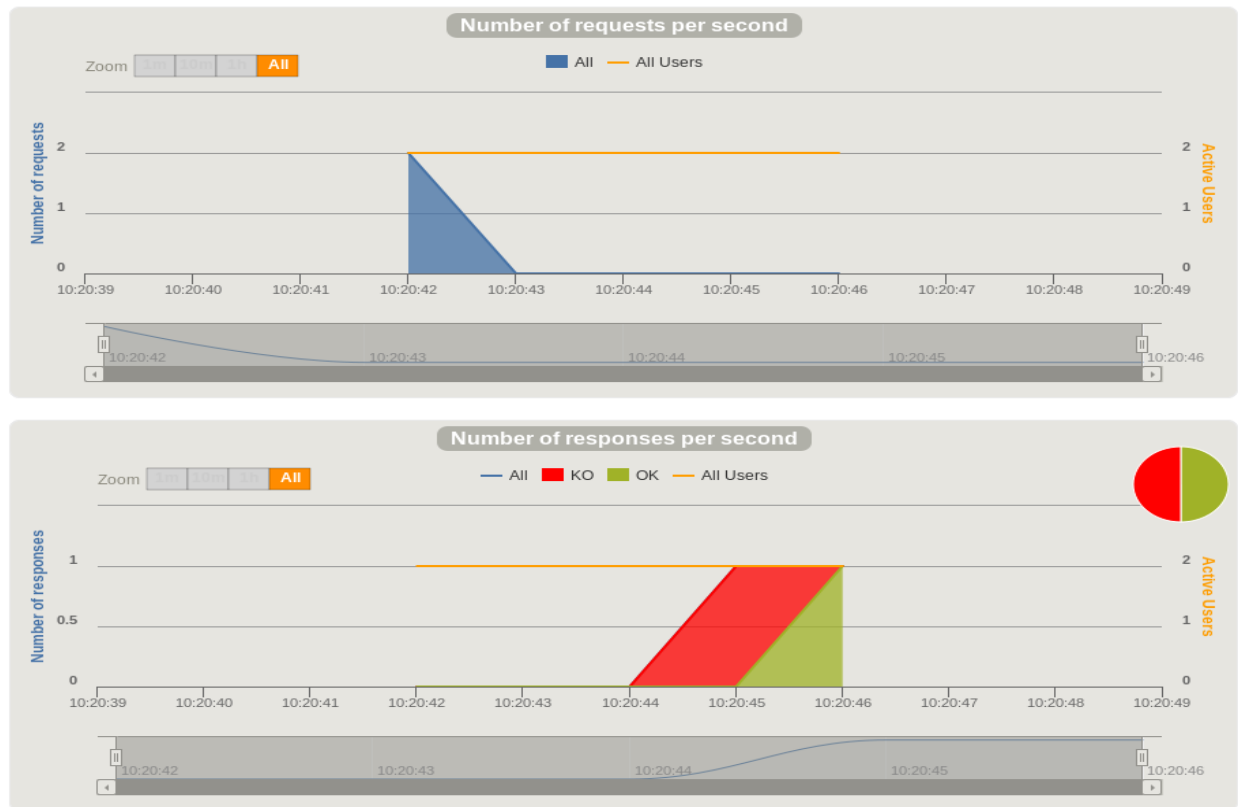 Number of requests per second
Zoom 1m 10m 1h All
All All Users
Number of requests
Active Users
2 2
1 1
0 0
10:20:39 10:20:40 10:20:41 10:20:42 10:20:43 10:20:44 10:20:45 10:20:46 10:20:47 10:20:48 10:20:49
10:20:42 10:20:43 10:20:44 10:20:45 10:20:46
Number of responses per second
Zoom 1m 10m 1h All
All KO OK All Users
Number of responses
Active Users
1 2
0.5 1
0 0
10:20:39 10:20:40 10:20:41 10:20:42 10:20:43 10:20:44 10:20:45 10:20:46 10:20:47 10:20:48 10:20:49
10:20:42 10:20:43 10:20:44 10:20:45 10:20:46